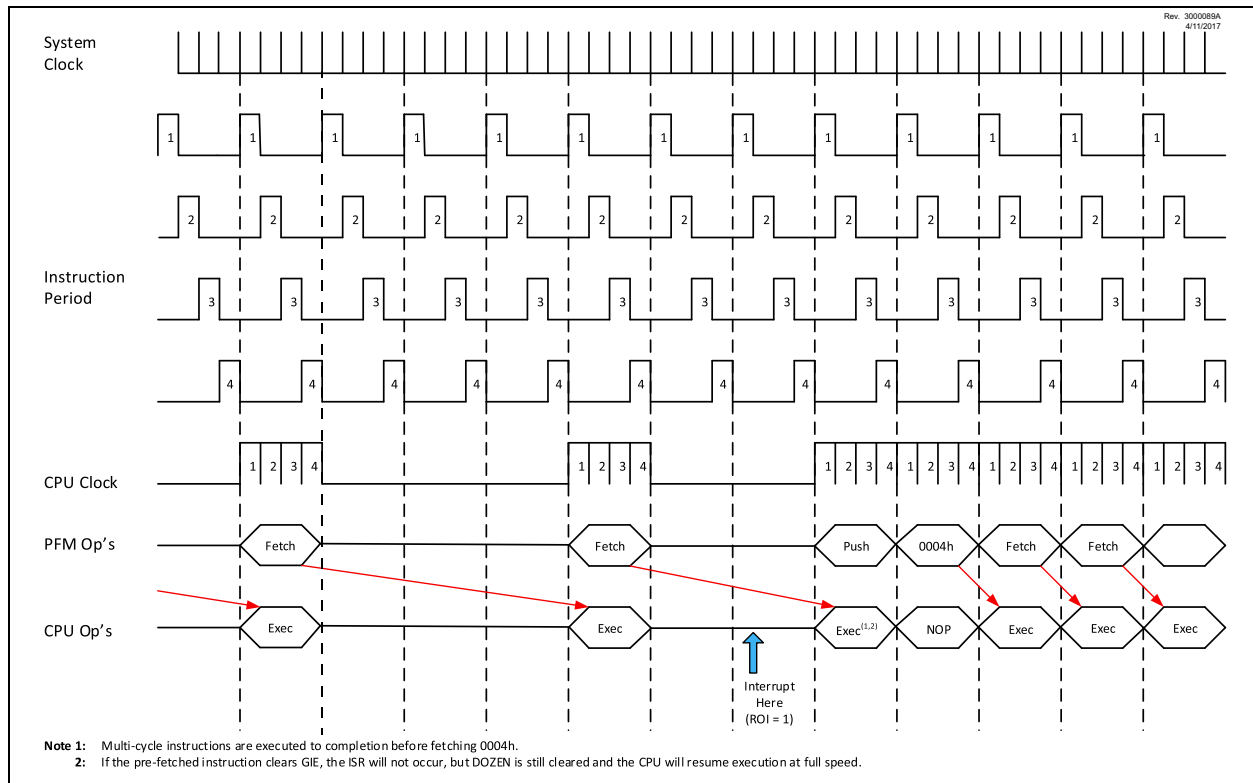 Rev. 3000089A
4/11/2017
System
Clock
1 1 1 1 1 1 1 1 1 1 1 1 1
2 2 2 2 2 2 2 2 2 2 2 2 2
Instruction
Period
3 3 3 3 3 3 3 3 3 3 3 3 3
4 4 4 4 4 4 4 4 4 4 4 4 4
CPU Clock
1 2 3 4 1 2 3 4 1 2 3 4 1 2 3 4 1 2 3 4 1 2 3 4 1 2 3 4
PFM Op's
Fetch Fetch Push 0004h Fetch Fetch
CPU Op's
Exec Exec Exec(1,2) NOP Exec Exec Exec
Interrupt
Here
(ROI = 1)
Note 1: Multi-cycle instructions are executed to completion before fetching 0004h.
2: If the pre-fetched instruction clears GIE, the ISR will not occur, but DOZEN is still cleared and the CPU will resume execution at full speed.